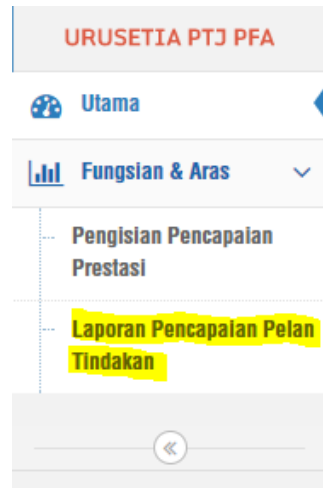 URUSETIA PTJ PFA
Utama
Fungsian & Aras
Pengisian Pencapaian
Prestasi
Laporan Pencapaian Pelan
Tindakan